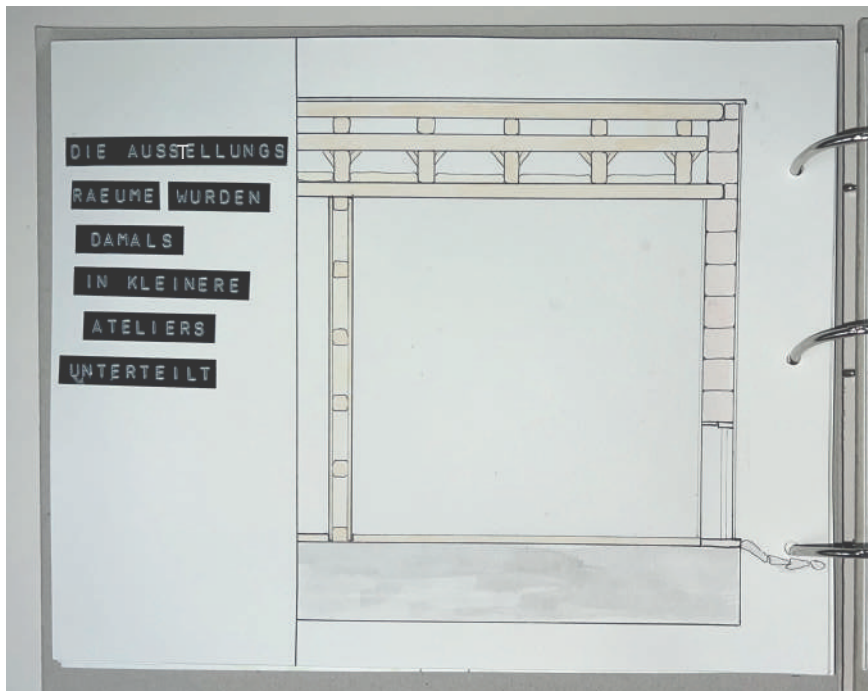 DIE AUSSTELLUNGS
RAEUME WURDEN
DAMALS
IN KLEINERE
ATELIERS
UNTERTEILT